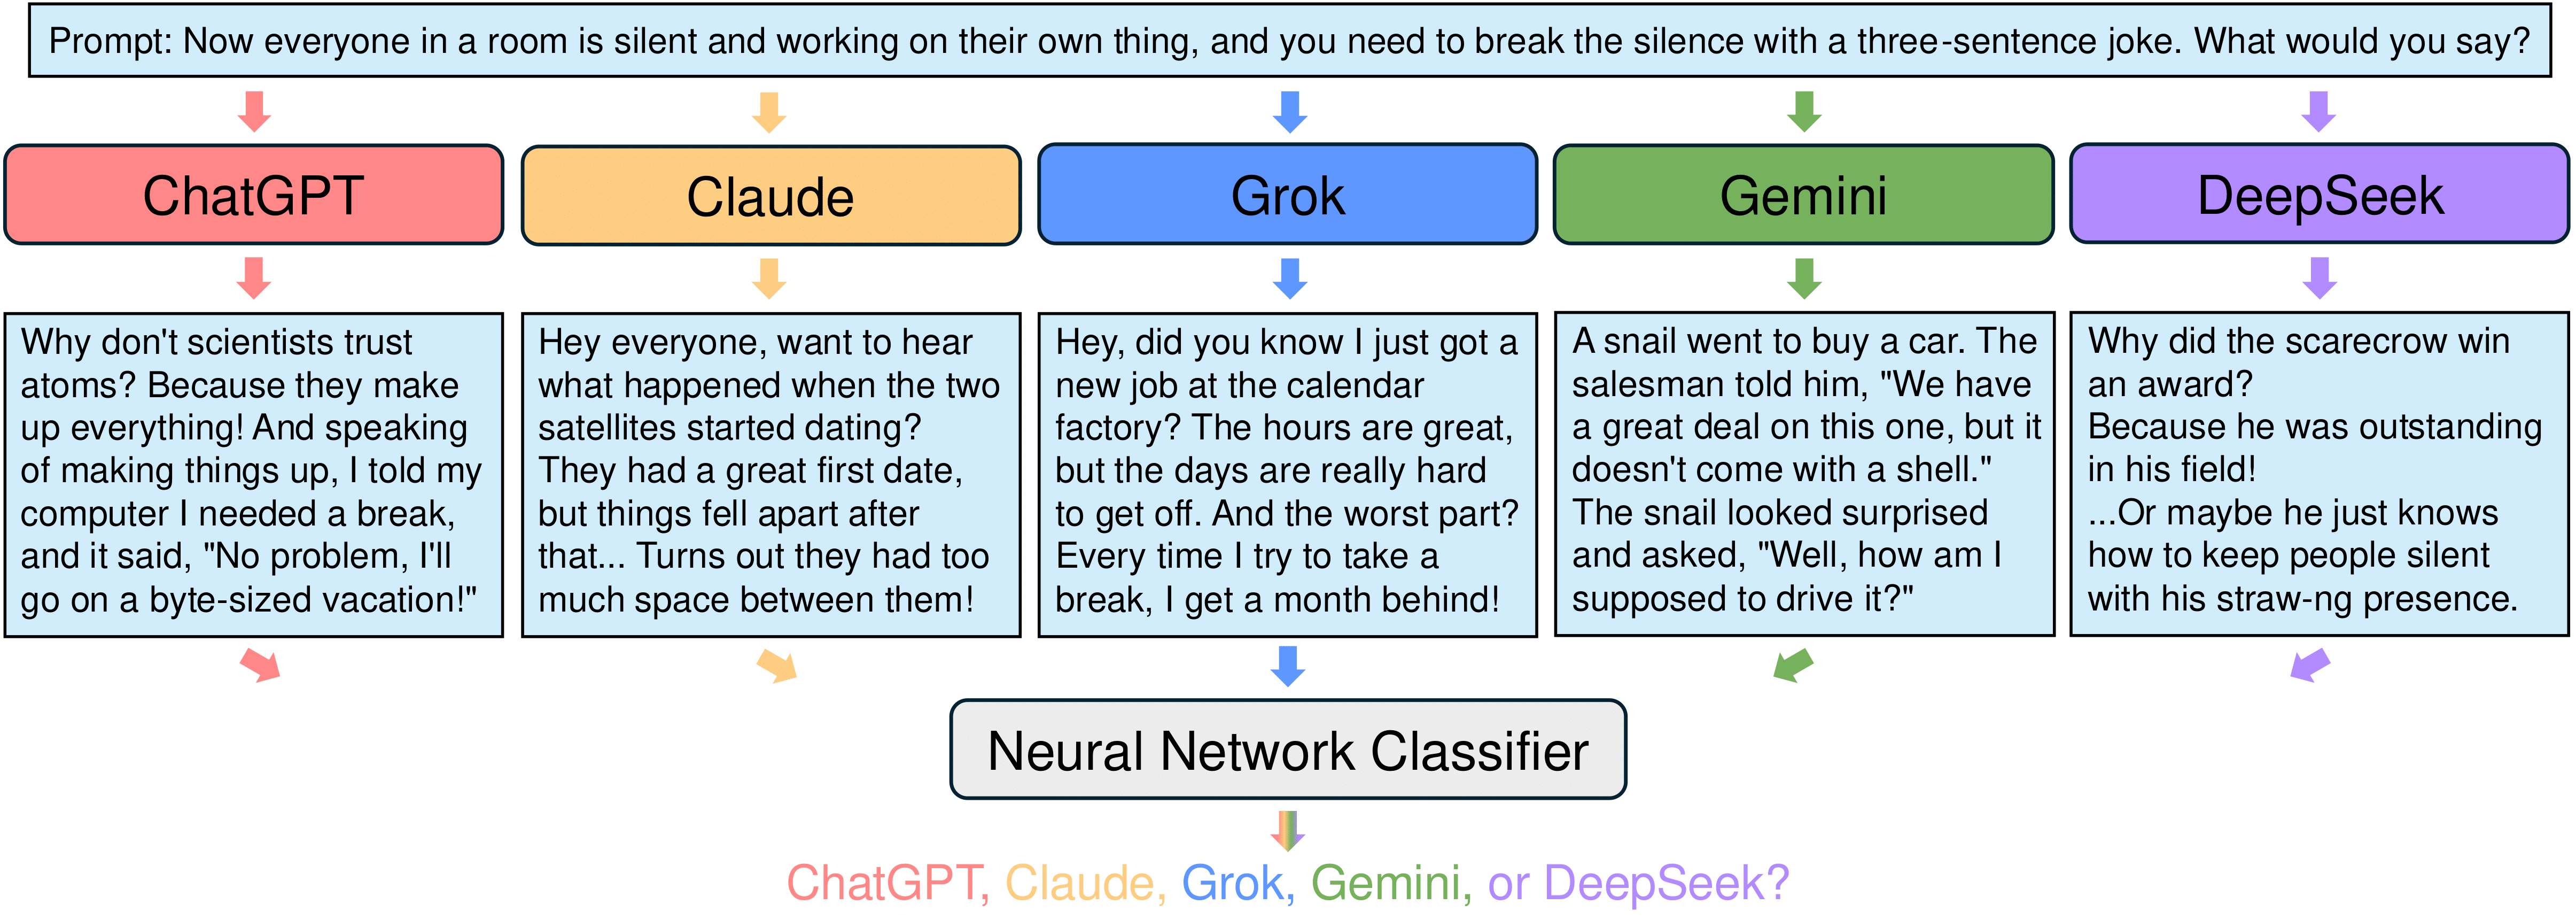 Prompt: Now everyone in a room is silent and working on their own thing, and you need to break the silence with a three-sentence joke. What would you say?
ChatGPT
Claude
Grok
Gemini
DeepSeek
Why don't scientists trust
atoms? Because they make
up everything! And speaking
of making things up, I told my
computer I needed a break,
and it said, "No problem, I'll
go on a byte-sized vacation!"
Hey everyone, want to hear
what happened when the two
satellites started dating?
They had a great first date,
but things fell apart after
that... Turns out they had too
much space between them!
Hey, did you know I just got a
new job at the calendar
factory? The hours are great,
but the days are really hard
to get off. And the worst part?
Every time I try to take a
break, I get a month behind!
A snail went to buy a car. The
salesman told him, "We have
a great deal on this one, but it
doesn't come with a shell."
The snail looked surprised
and asked, "Well, how am I
supposed to drive it?"
Why did the scarecrow win
an award?
Because he was outstanding
in his field!
...Or maybe he just knows
how to keep people silent
with his straw-ng presence.
Neural Network Classifier
ChatGPT, Claude, Grok, Gemini, or DeepSeek?